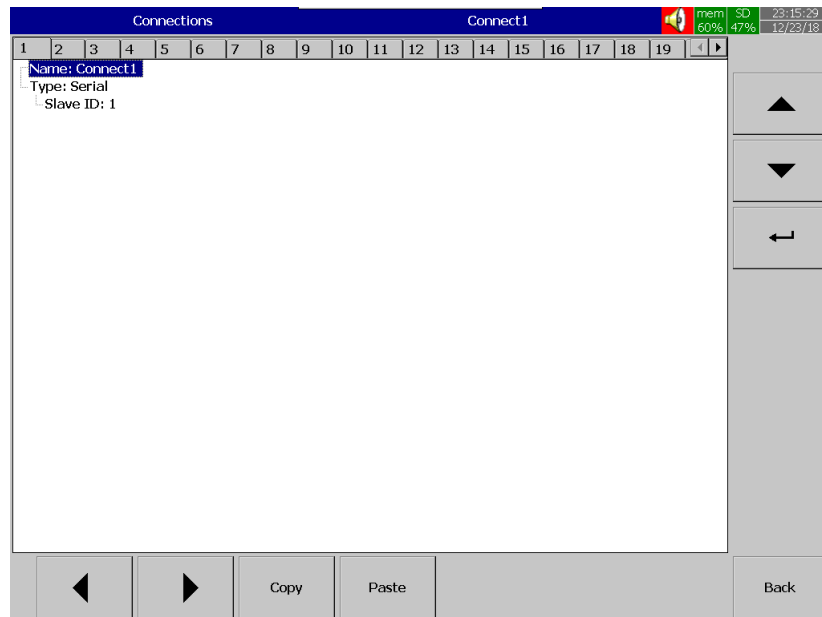 Connections Connect1 mem 60% SD 47% 23:15:29 12/23/18
1 2 3 4 5 6 7 8 9 10 11 12 13 14 15 16 17 18 19
Name: Connect1
Type: Serial
Slave ID: 1
Copy Paste Back